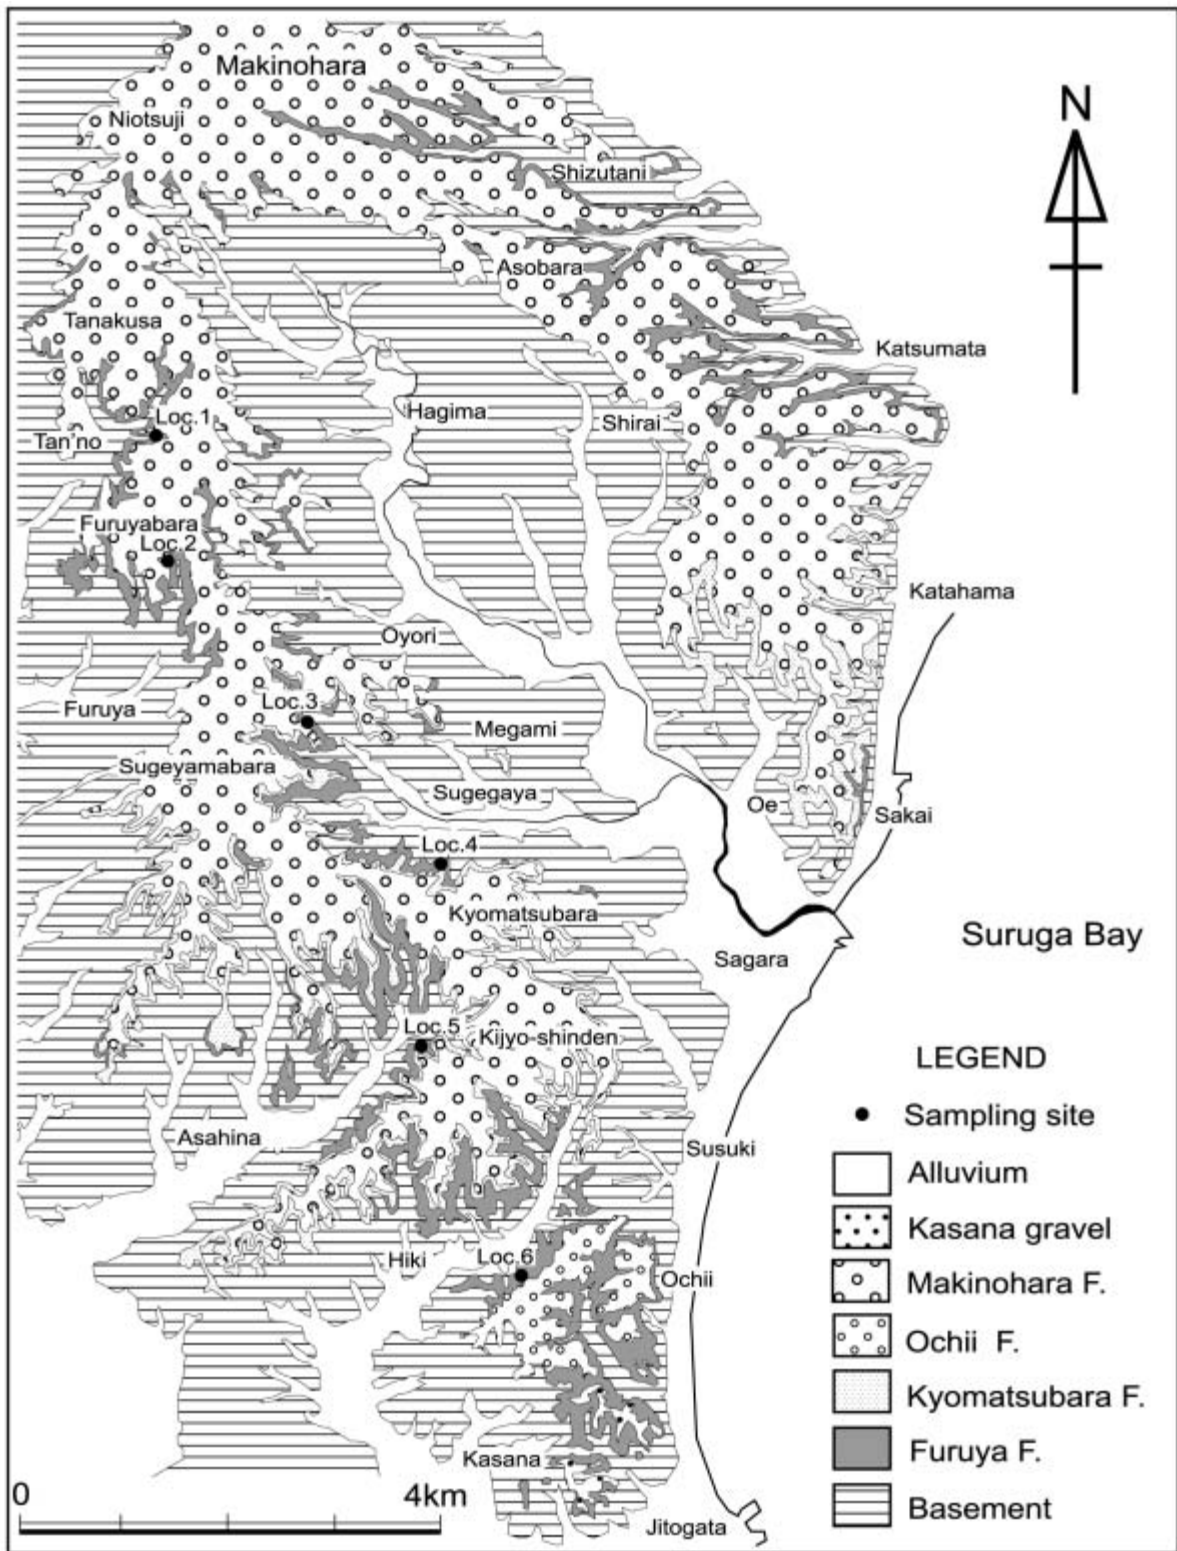 Makinohara
N
Niotsuji
Shizutani
Asobara
Tanakusa
Katsumata
Hagima
Loc.1
Shirai
Tan'no
Furuyabara
Loc.2
Katahama
Oyori
Loc.3
Furuya
Megami
Sugeyamabara
Sugegaya
Oe
Sakai
Loc.4
Kyomatsubara
Suruga Bay
Sagara
Loc.5
Kijyo-shinden
LEGEND
Sampling site
Asahina
Susuki
Alluvium
Kasana gravel
Hiki
Loc.6
Ochii
Makinohara F.
Ochii F.
Kyomatsubara F.
Kasana
Furuya F.
0
4km
Basement
Jitogata